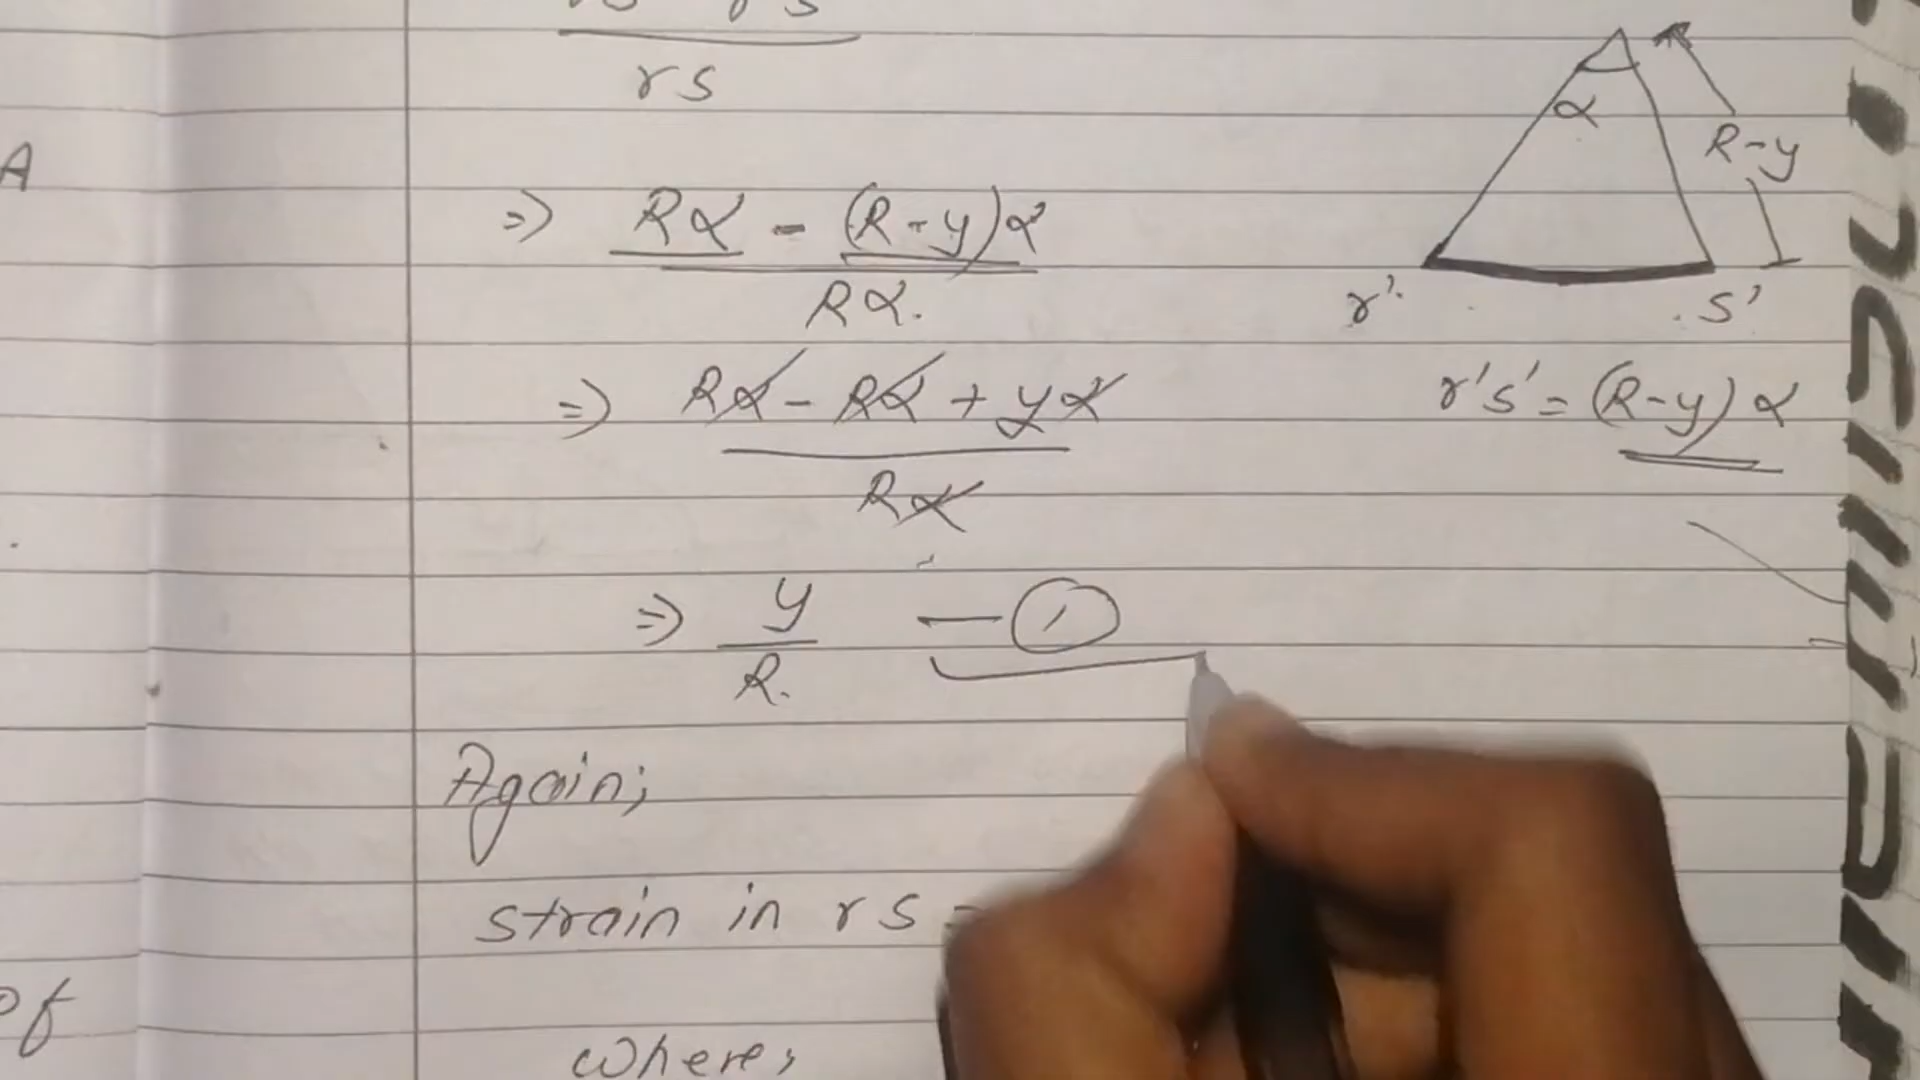 rs
A
=> Rα - (R-y)α
Rα.
=> Rα - Rα + yα
Rα
=> y — 1
R.
Again;
strain in rs =
of
where,
α
R-y
r' s'
r's' = (R-y)α